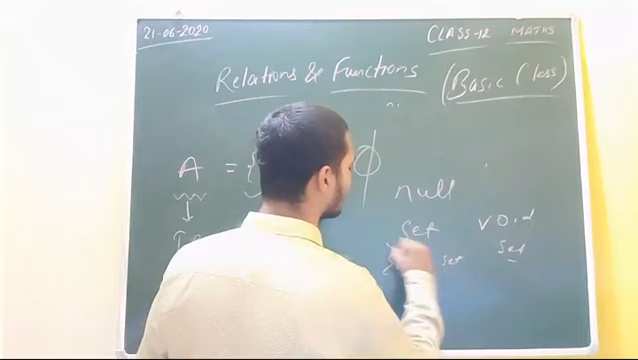 21-06-2020 CLASS-12 MATHS
Relations & Functions (Basic Class)
A = { ϕ
null
set void
set set